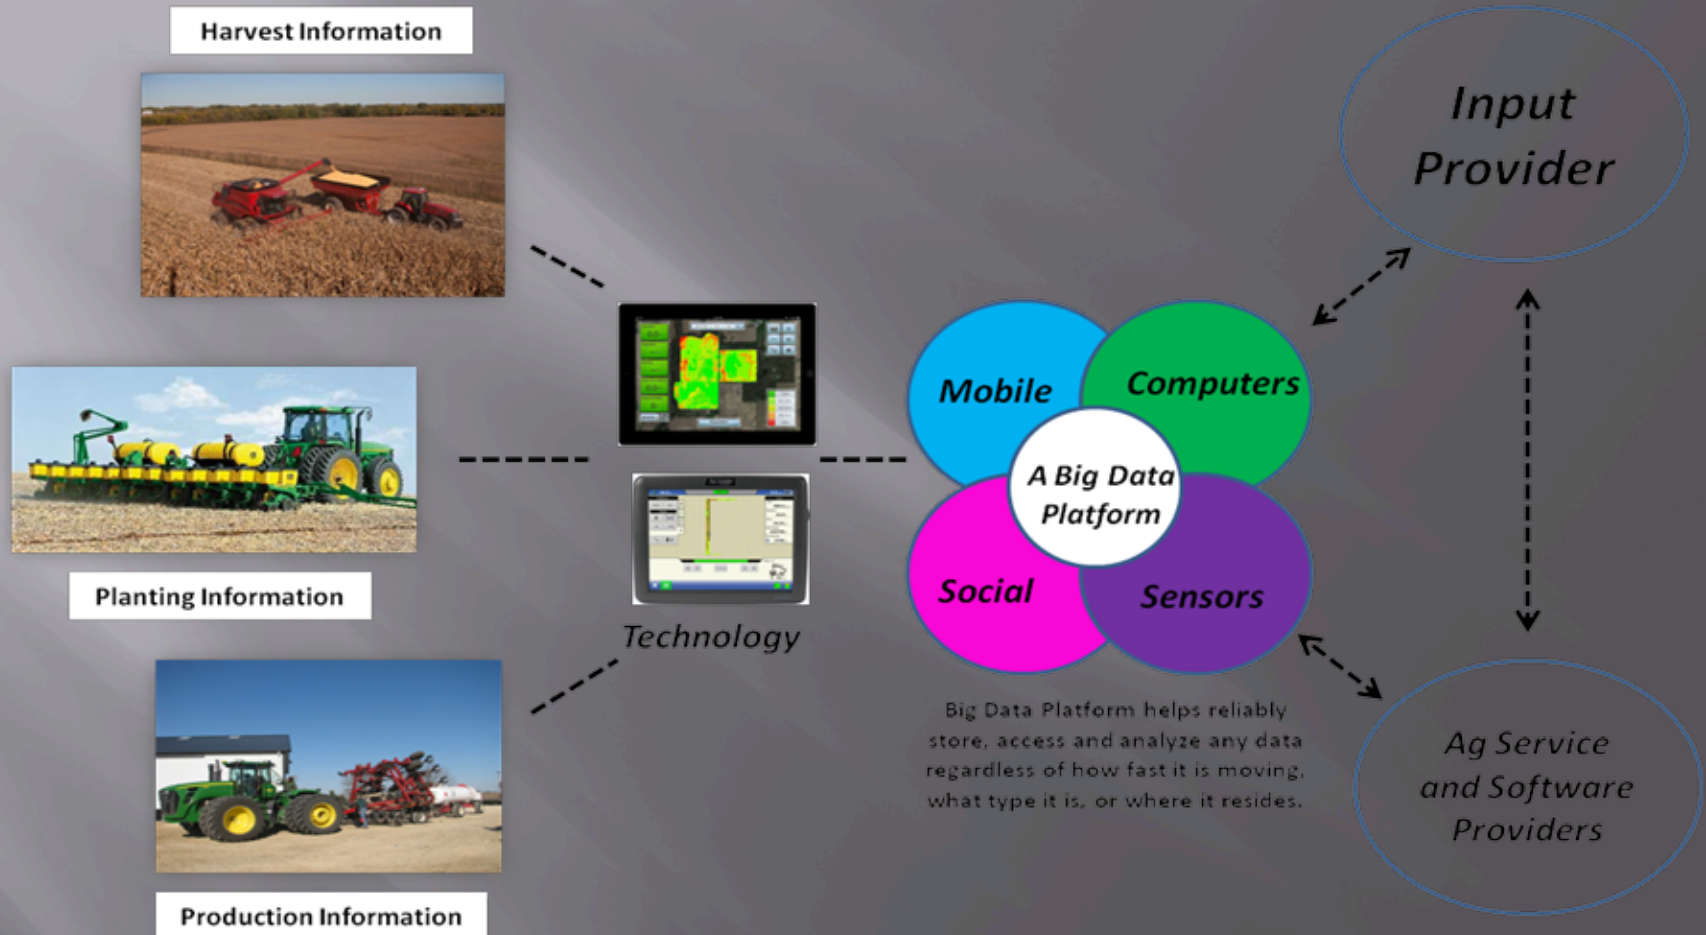 Harvest Information
Planting Information
Production Information
Technology
Mobile
Computers
A Big Data
Platform
Social
Sensors
Big Data Platform helps reliably
store, access and analyze any data
regardless of how fast it is moving,
what type it is, or where it resides.
Input
Provider
Ag Service
and Software
Providers